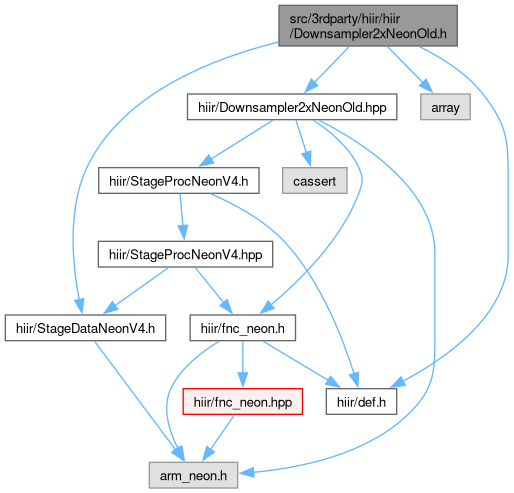 src/3rdparty/hiir/hiir
/Downsampler2xNeonOld.h
hiir/Downsampler2xNeonOld.hpp
array
hiir/StageProcNeonV4.h
cassert
hiir/StageProcNeonV4.hpp
hiir/StageDataNeonV4.h
hiir/fnc_neon.h
hiir/fnc_neon.hpp
hiir/def.h
arm_neon.h